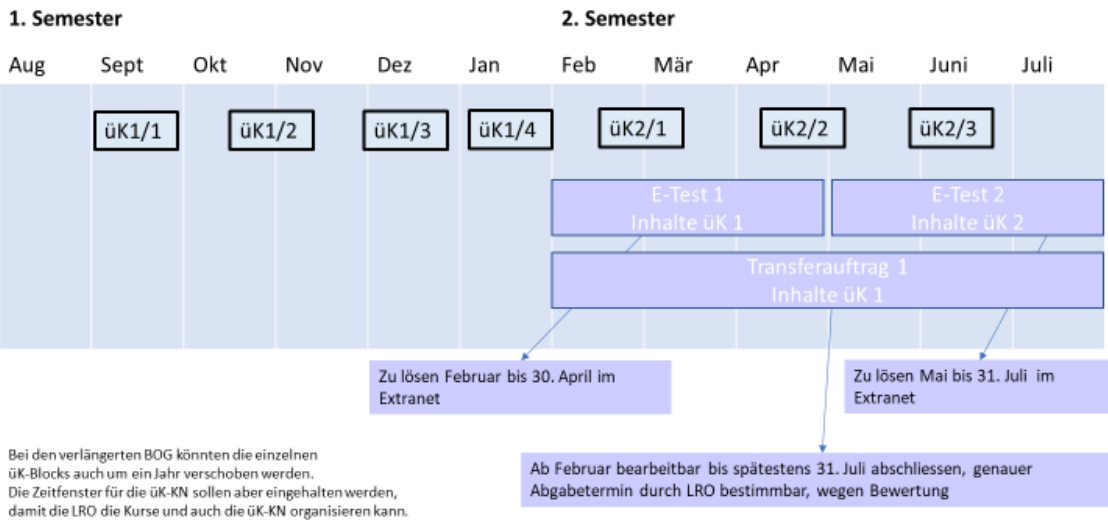 1. Semester
2. Semester
Aug Sept Okt Nov Dez Jan Feb Mär Apr Mai Juni Juli
üK1/1 üK1/2 üK1/3 üK1/4 üK2/1 üK2/2 üK2/3
E-Test 1
Inhalte üK 1
E-Test 2
Inhalte üK 2
Transferauftrag 1
Inhalte üK 1
Zu lösen Februar bis 30. April im
Extranet
Zu lösen Mai bis 31. Juli im
Extranet
Ab Februar bearbeitbar bis spätestens 31. Juli abschliessen, genauer
Abgabetermin durch LRO bestimmbar, wegen Bewertung
Bei den verlängerten BOG könnten die einzelnen
üK-Blocks auch um ein Jahr verschoben werden.
Die Zeitfenster für die üK-KN sollen aber eingehalten werden,
damit die LRO die Kurse und auch die üK-KN organisieren kann.